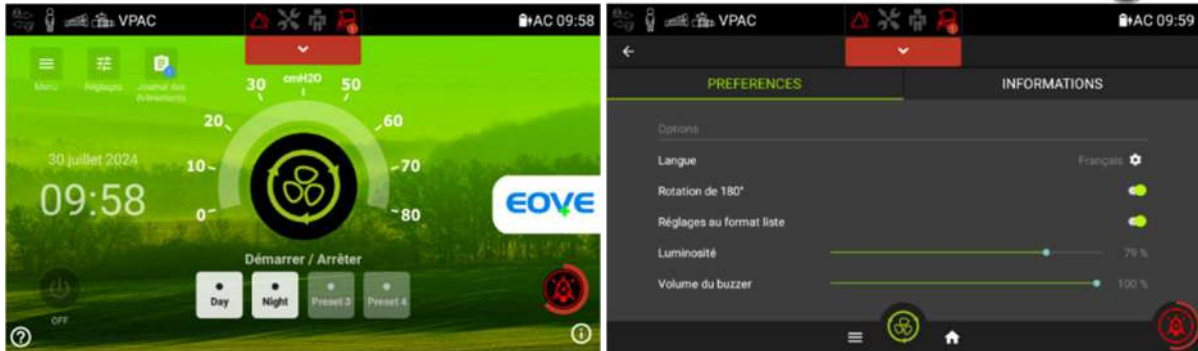 VPAC
AC 09:58
Menu
Réglages
Journal des
évènements
cmH2O
30
50
20
60
10
70
0
80
30 juillet 2024
09:58
EOVE
Démarrer / Arrêter
Day
Night
Preset 3
Preset 4
OFF
VPAC
AC 09:59
PREFERENCES
INFORMATIONS
Options
Langue
Français
Rotation de 180°
Réglages au format liste
Luminosité
79 %
Volume du buzzer
100 %